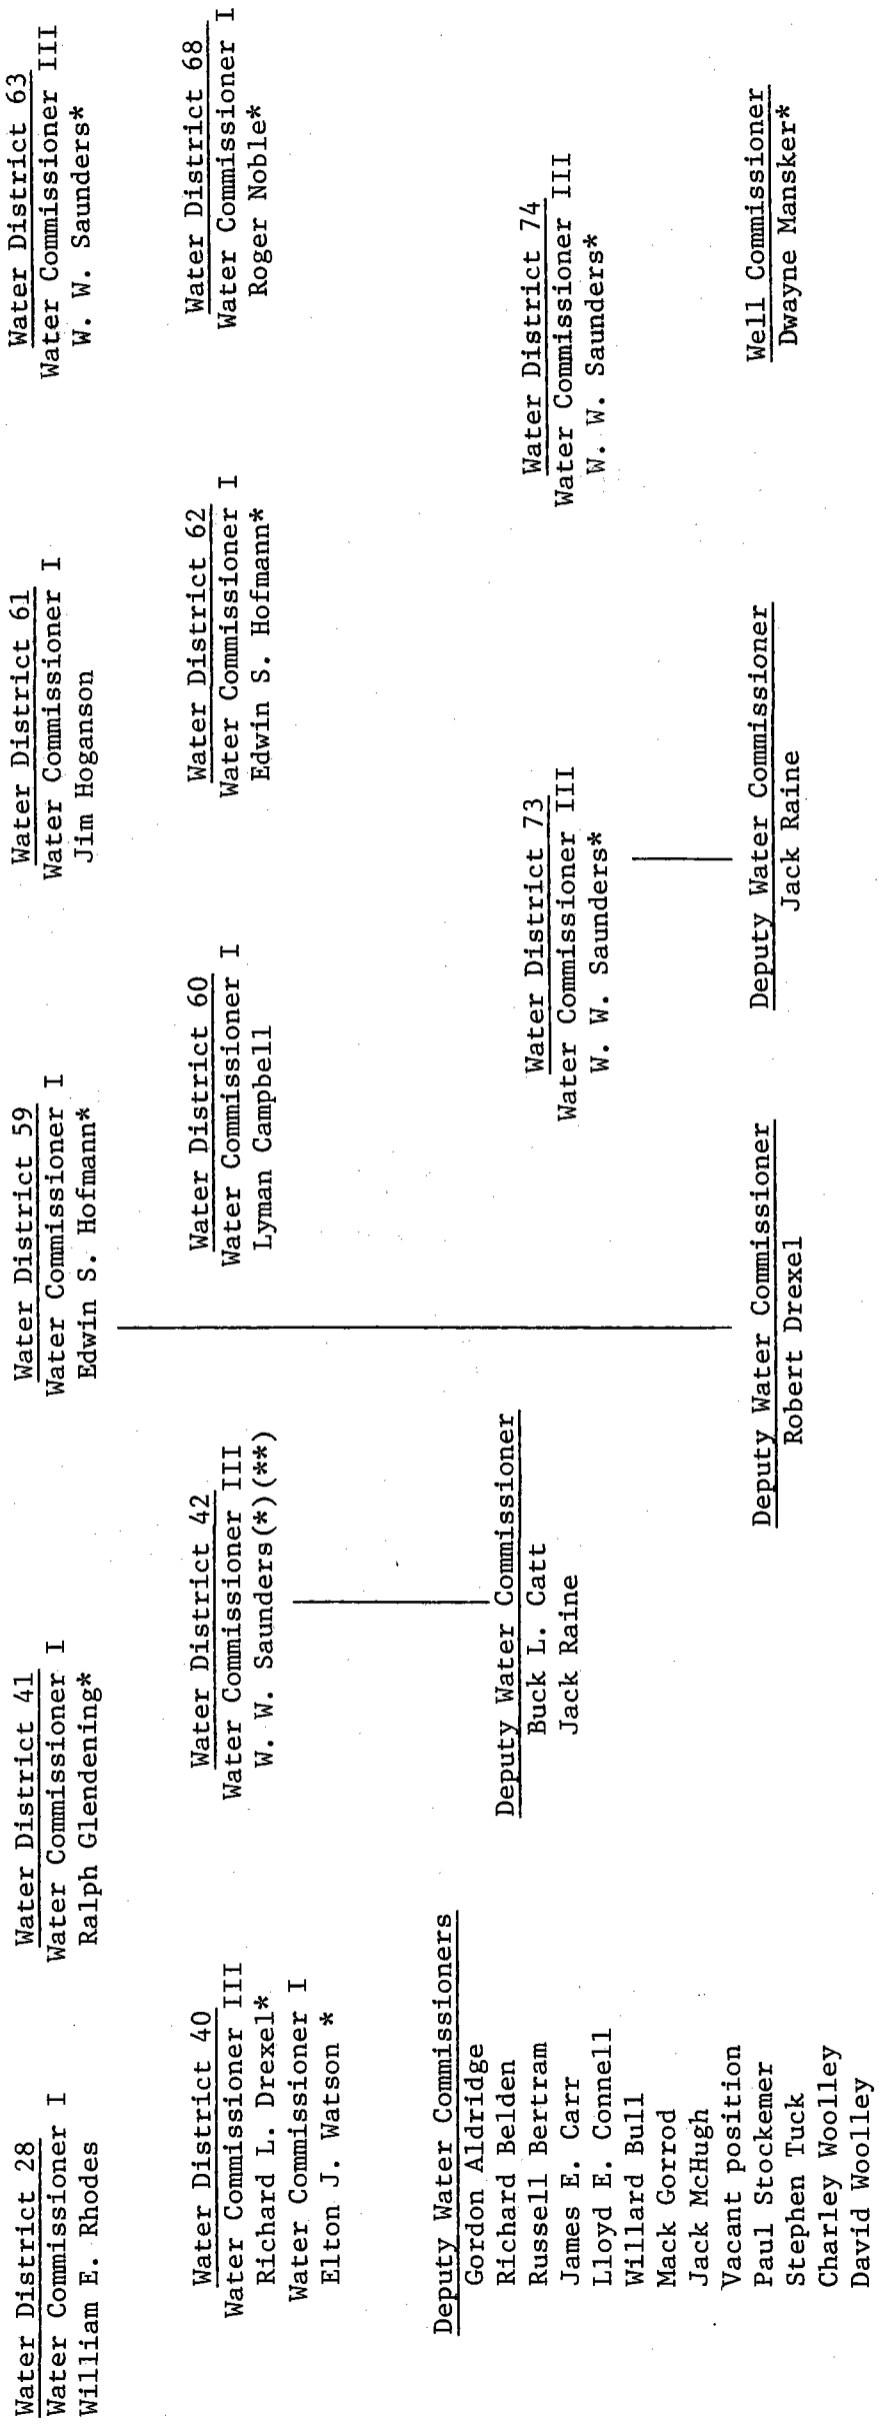 Water District 28
Water Commissioner I
William E. Rhodes
Water District 41
Water Commissioner I
Ralph Glendening*
Water District 59
Water Commissioner I
Edwin S. Hofmann*
Water District 61
Water Commissioner I
Jim Hoganson
Water District 63
Water Commissioner III
W. W. Saunders*
Water District 40
Water Commissioner III
Richard L. Drexel*
Water Commissioner I
Elton J. Watson *
Water District 42
Water Commissioner III
W. W. Saunders(*)(**)
Water District 60
Water Commissioner I
Lyman Campbell
Water District 62
Water Commissioner I
Edwin S. Hofmann*
Water District 68
Water Commissioner I
Roger Noble*
Deputy Water Commissioners
Gordon Aldridge
Richard Belden
Russell Bertram
James E. Carr
Lloyd E. Connell
Willard Bull
Mack Gorrod
Jack McHugh
Vacant position
Paul Stockemer
Stephen Tuck
Charley Woolley
David Woolley
Deputy Water Commissioner
Buck L. Catt
Jack Raine
Water District 73
Water Commissioner III
W. W. Saunders*
Water District 74
Water Commissioner III
W. W. Saunders*
Deputy Water Commissioner
Robert Drexel
Deputy Water Commissioner
Jack Raine
Well Commissioner
Dwayne Mansker*